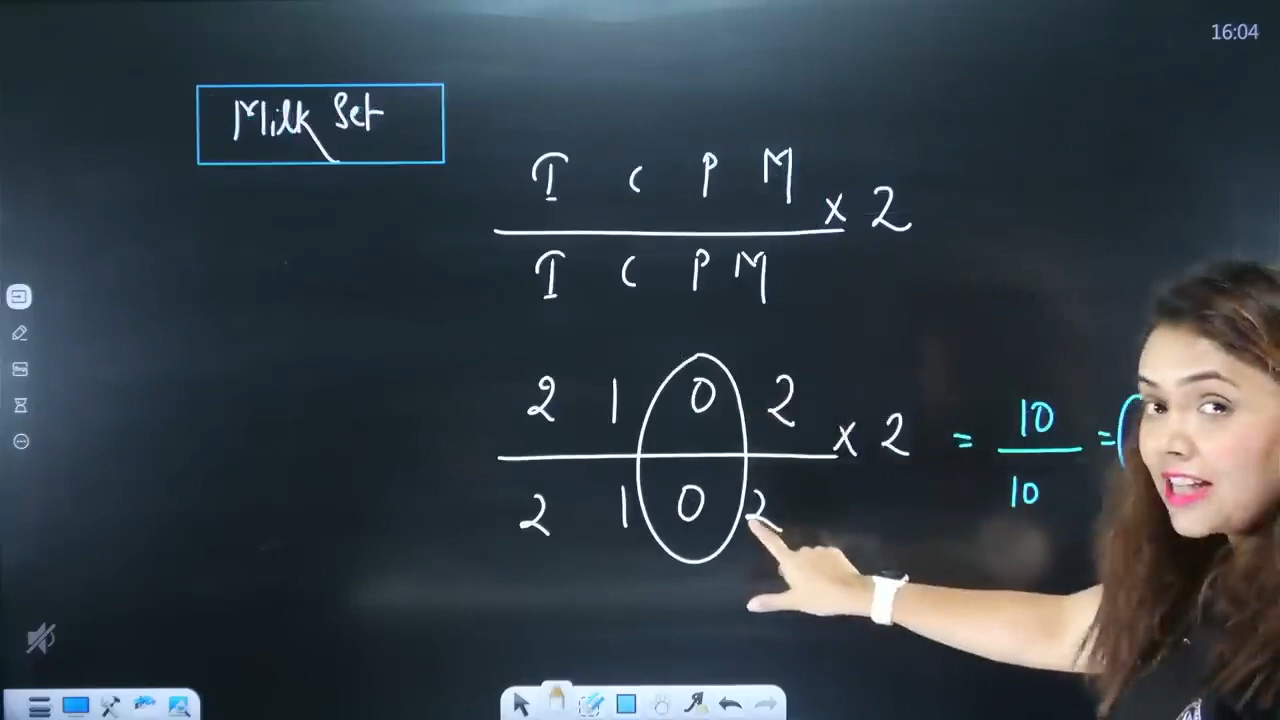 16:04
Milk Set
I C P M × 2
I C P M
2 1 0 2 × 2 = 10 =
2 1 0 2 10